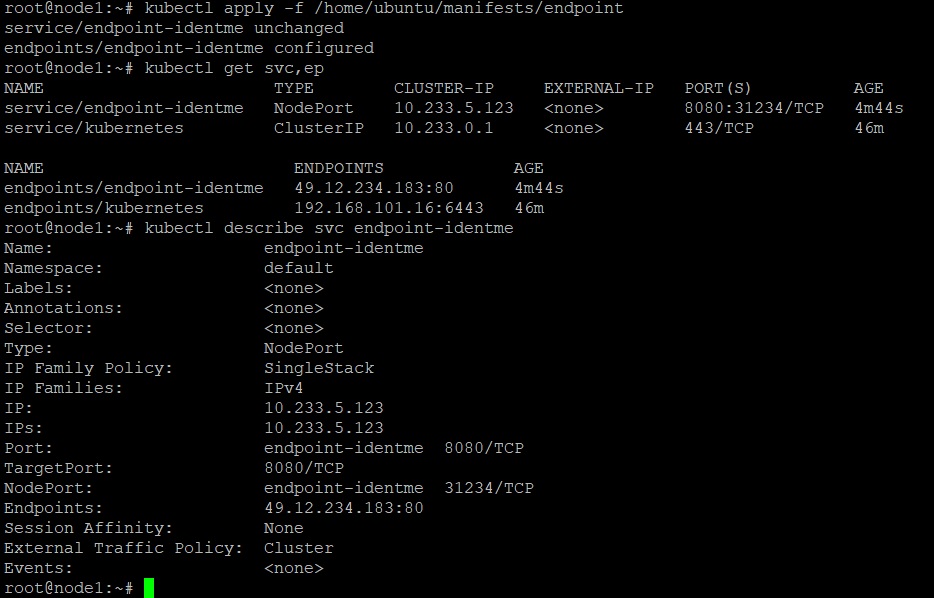 root@node1:~# kubectl apply -f /home/ubuntu/manifests/endpoint
service/endpoint-identme unchanged
endpoints/endpoint-identme configured
root@node1:~# kubectl get svc,ep
NAME                       TYPE        CLUSTER-IP     EXTERNAL-IP   PORT(S)          AGE
service/endpoint-identme   NodePort    10.233.5.123   <none>        8080:31234/TCP   4m44s
service/kubernetes         ClusterIP   10.233.0.1     <none>        443/TCP          46m

NAME                         ENDPOINTS             AGE
endpoints/endpoint-identme   49.12.234.183:80      4m44s
endpoints/kubernetes         192.168.101.16:6443   46m
root@node1:~# kubectl describe svc endpoint-identme
Name:                     endpoint-identme
Namespace:                default
Labels:                   <none>
Annotations:              <none>
Selector:                 <none>
Type:                     NodePort
IP Family Policy:         SingleStack
IP Families:              IPv4
IP:                       10.233.5.123
IPs:                      10.233.5.123
Port:                     endpoint-identme  8080/TCP
TargetPort:               8080/TCP
NodePort:                 endpoint-identme  31234/TCP
Endpoints:                49.12.234.183:80
Session Affinity:         None
External Traffic Policy:  Cluster
Events:                   <none>
root@node1:~#